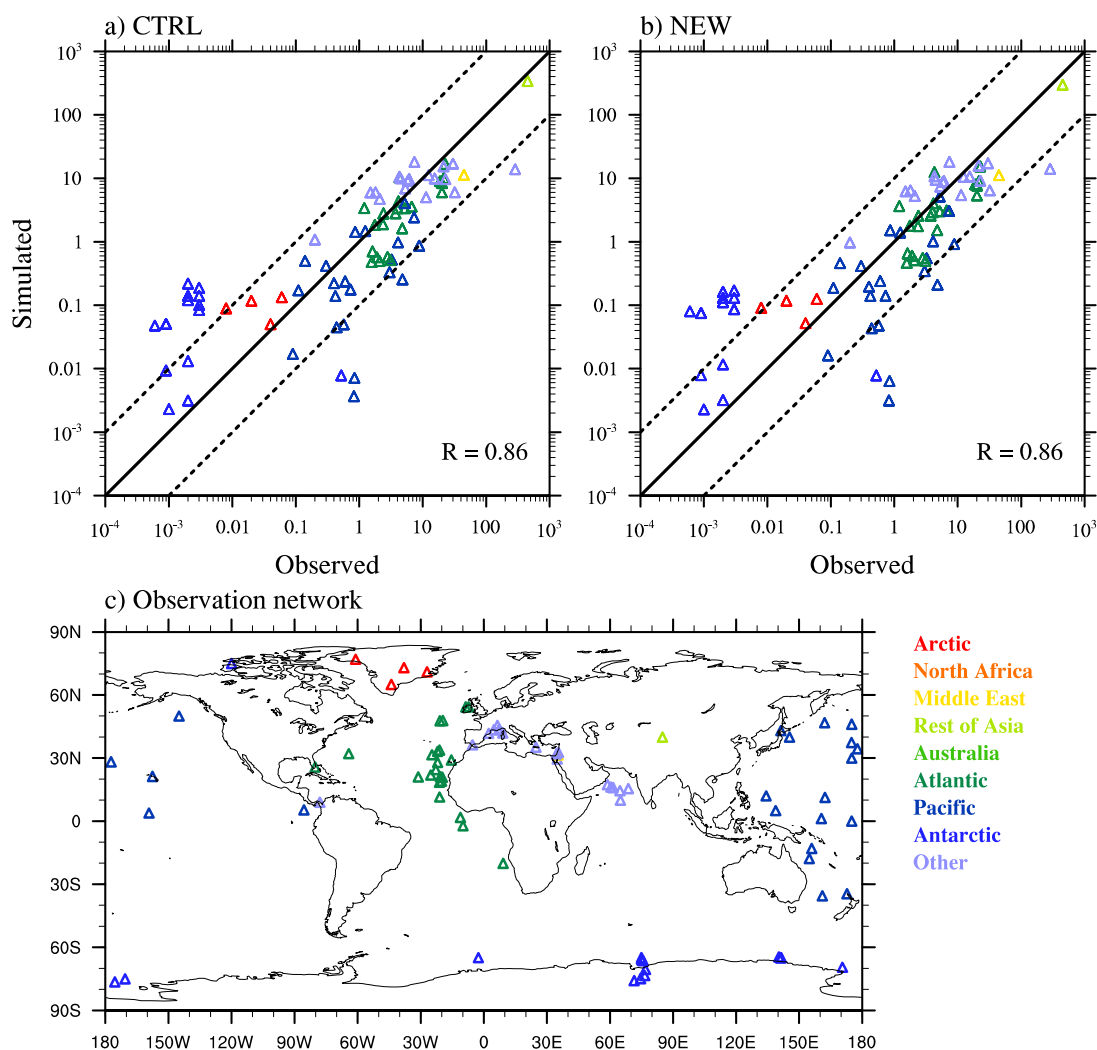 a) CTRL
b) NEW
10³
100
10
1
0.1
0.01
10⁻³
10⁻⁴
Simulated
R = 0.86
R = 0.86
10⁻⁴ 10⁻³ 0.01 0.1 1 10 100 10³
10⁻⁴ 10⁻³ 0.01 0.1 1 10 100 10³
Observed
Observed
c) Observation network
90N
60N
30N
0
30S
60S
90S
180 150W 120W 90W 60W 30W 0 30E 60E 90E 120E 150E 180
Arctic
North Africa
Middle East
Rest of Asia
Australia
Atlantic
Pacific
Antarctic
Other